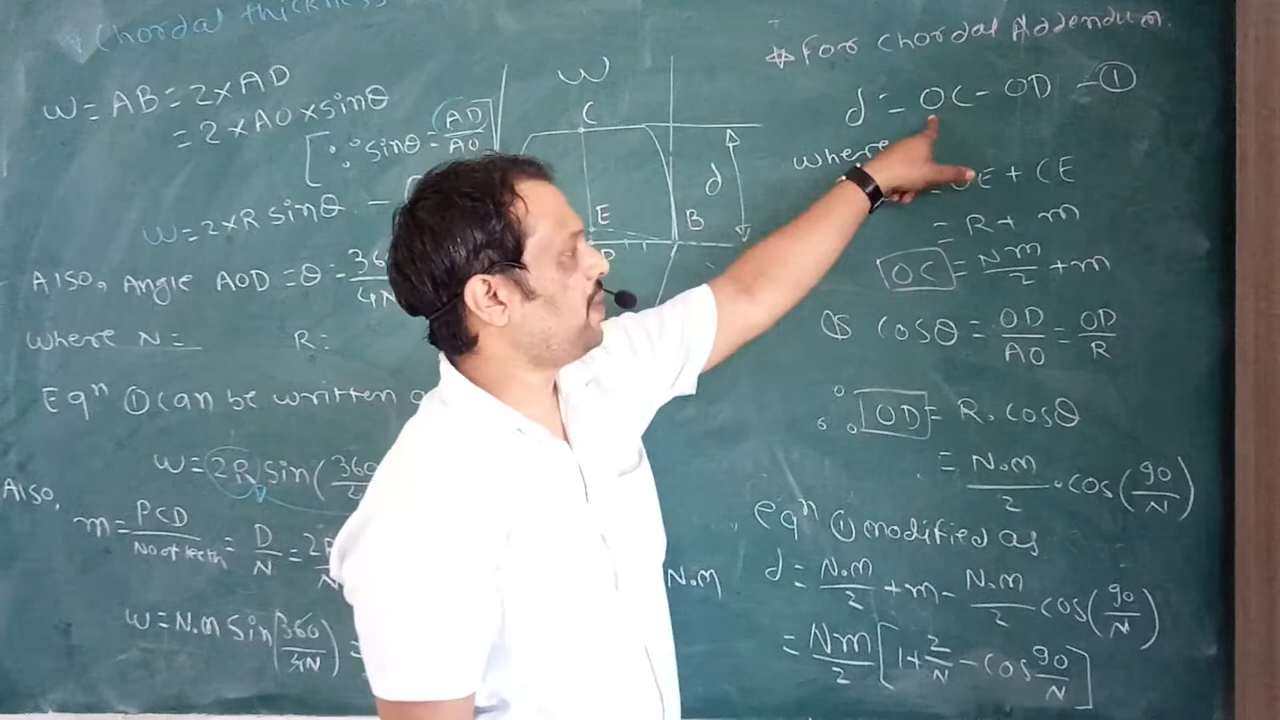 * Chordal thickness
W = AB = 2 × AD
= 2 × AO × sinθ
[∵ sinθ = AD/AO]
W = 2 × R sinθ -
Also, Angle AOD = θ = 36
4N
Where N = R :
Eqⁿ ① can be written
W = 2R sin(360
Also,
m = PCD/No of teeth = D/N = 2R
N
W = N.m sin(360/4N) =
N.m
W
C
d
E
B
* For Chordal Addendum
d = OC - OD - ①
where
= OE + CE
= R + m
OC = N.m/2 + m
& cosθ = OD/AO = OD/R
∴ OD = R.cosθ
= N.m/2 . cos(90/N)
eqⁿ ① modified as
d = N.m/2 + m - N.m/2 cos(90/N)
= Nm/2 [1 + 2/N - cos 90/N]